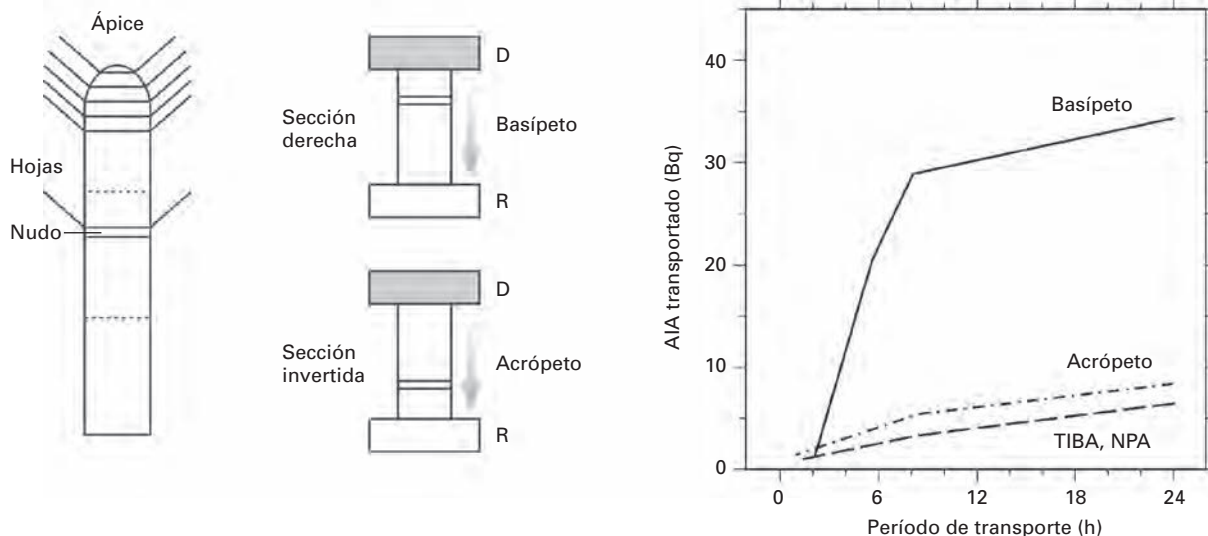 Ápice
Hojas
Nudo
Sección
derecha
D
Basípeto
R
Sección
invertida
D
Acrópeto
R
AIA transportado (Bq)
40
30
20
10
0
Basípeto
Acrópeto
TIBA, NPA
0
6
12
18
24
Período de transporte (h)